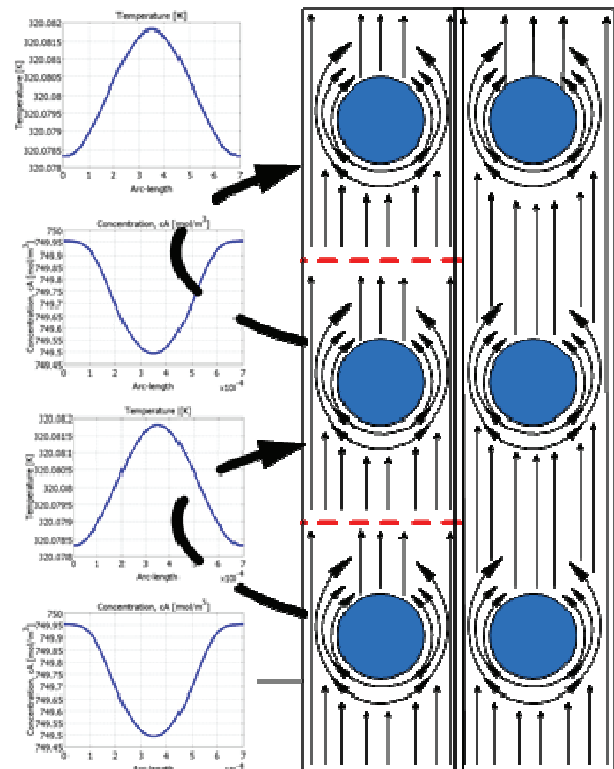 Temperature [K]
Temperature [K]
320.082
320.0815
320.081
320.0805
320.08
320.0795
320.079
320.0785
320.078
0 1 2 3 4 5 6 7
Arc-length
Concentration, cA [mol/m³]
Concentration, cA [mol/m³]
750
749.95
749.9
749.85
749.8
749.75
749.7
749.65
749.6
749.55
749.5
749.45
0 1 2 3 4 5 6 7
Arc-length
×10⁻⁴
Temperature [K]
Temperature [K]
320.082
320.0815
320.081
320.0805
320.08
320.0795
320.079
320.0785
320.078
0 1 2 3 4 5 6 7
Arc-length
×10⁻⁴
Concentration, cA [mol/m³]
Concentration, cA [mol/m³]
750
749.95
749.9
749.85
749.8
749.75
749.7
749.65
749.6
749.55
749.5
749.45
0 1 2 3 4 5 6 7
Arc-length